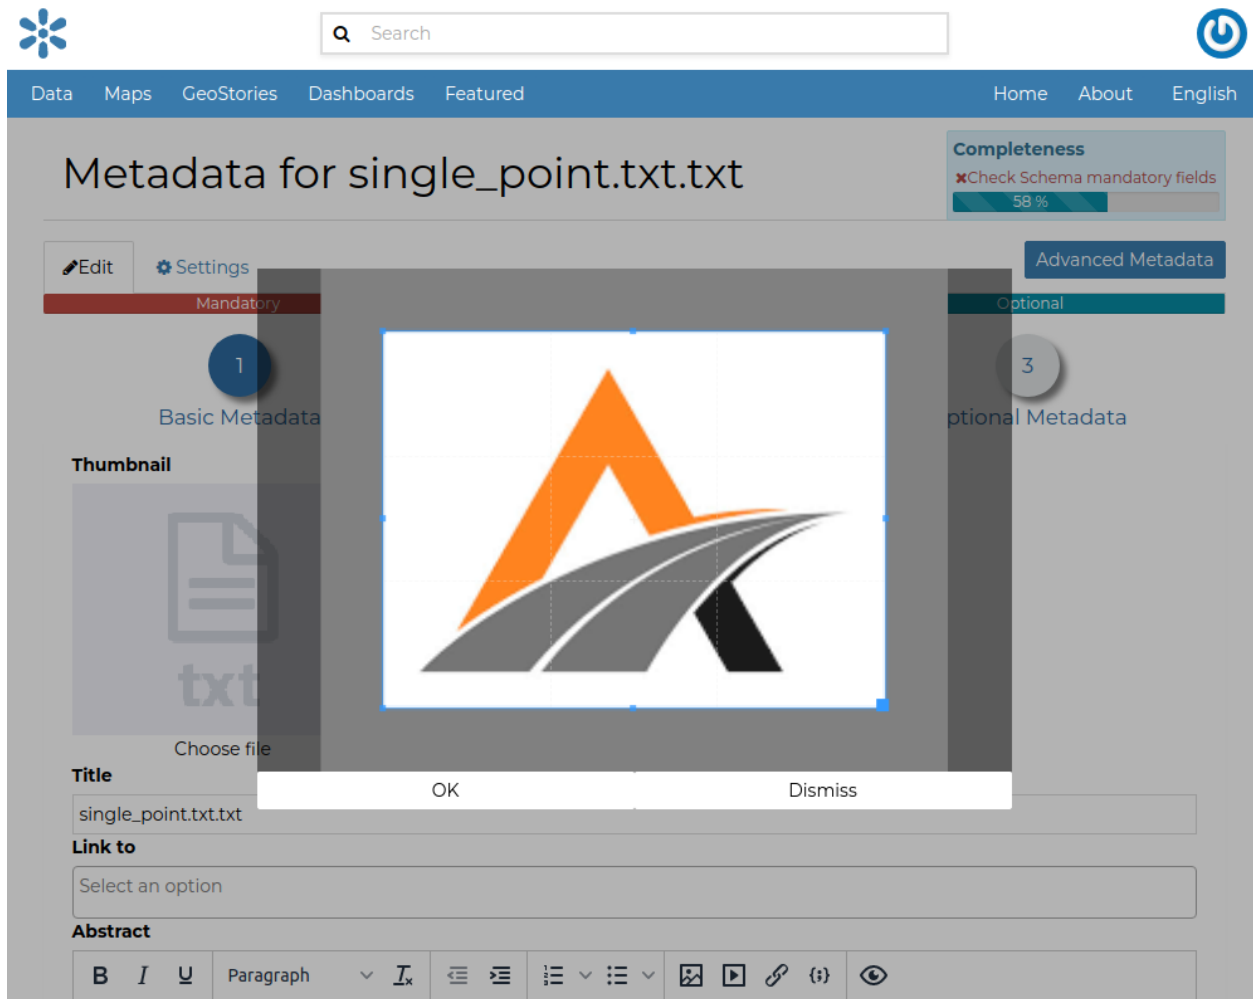 Search
Data Maps GeoStories Dashboards Featured Home About English
Metadata for single_point.txt.txt
Completeness
✖Check Schema mandatory fields
58 %
Edit Settings
Advanced Metadata
Mandatory
Optional
1
3
Basic Metadata
ptional Metadata
Thumbnail
txt
Choose file
OK Dismiss
Title
single_point.txt.txt
Link to
Select an option
Abstract
B I U Paragraph